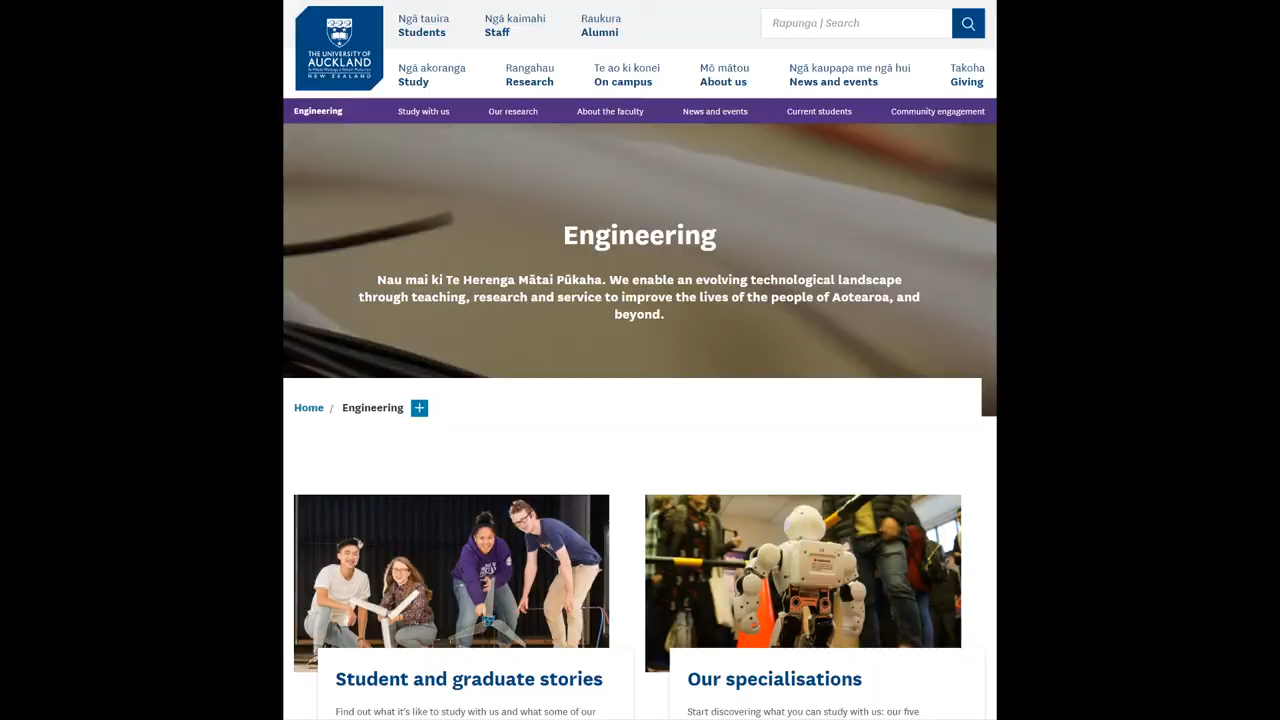 Ngā tauira
Students
Ngā kaimahi
Staff
Raukura
Alumni
Rapunga | Search
THE UNIVERSITY OF
AUCKLAND
NEW ZEALAND
Ngā akoranga
Study
Rangahau
Research
Te ao ki konei
On campus
Mō mātou
About us
Ngā kaupapa me ngā hui
News and events
Takoha
Giving
Engineering
Study with us
Our research
About the faculty
News and events
Current students
Community engagement
Engineering
Nau mai ki Te Herenga Mātai Pūkaha. We enable an evolving technological landscape
through teaching, research and service to improve the lives of the people of Aotearoa, and
beyond.
Home / Engineering
Student and graduate stories
Find out what it's like to study with us and what some of our
Our specialisations
Start discovering what you can study with us: our five